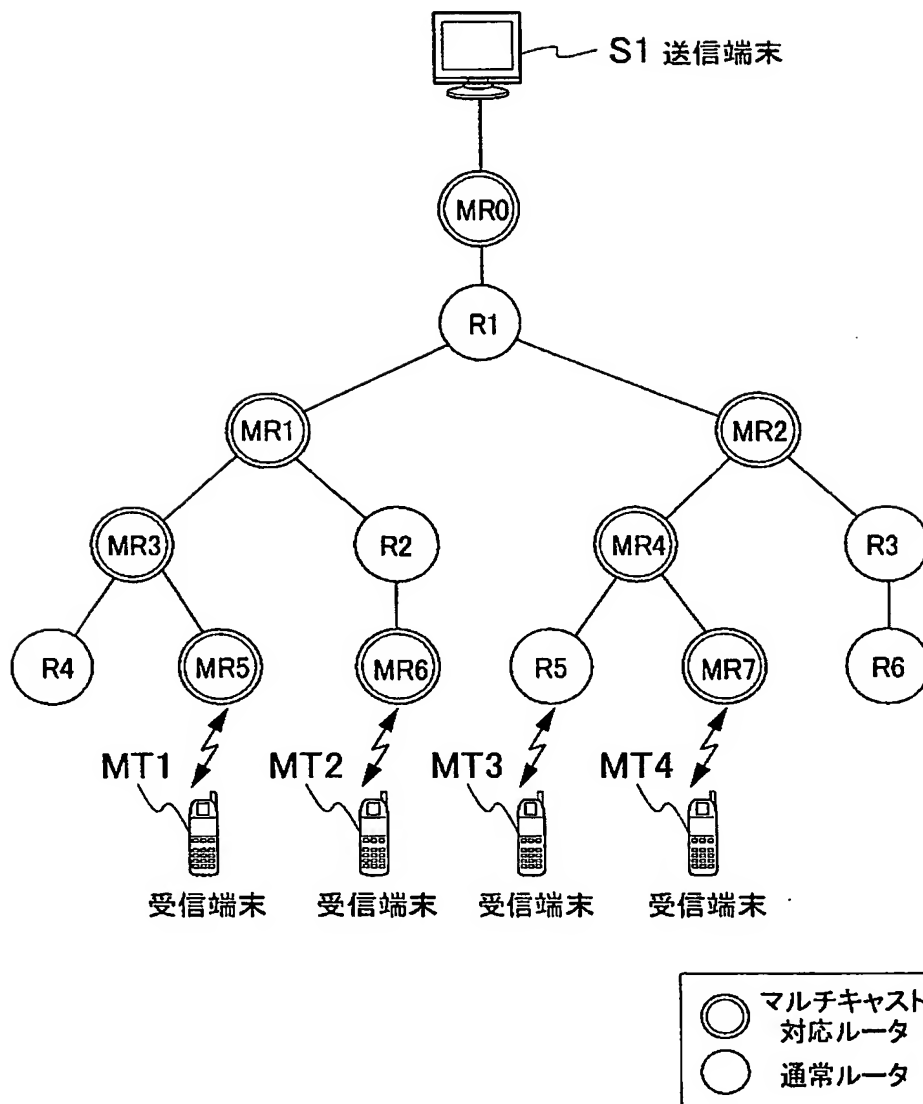 S1 送信端末
MR0
R1
MR1
MR2
MR3
R2
MR4
R3
R4
MR5
MR6
R5
MR7
R6
MT1
MT2
MT3
MT4
受信端末
受信端末
受信端末
受信端末
マルチキャスト
対応ルータ
通常ルータ